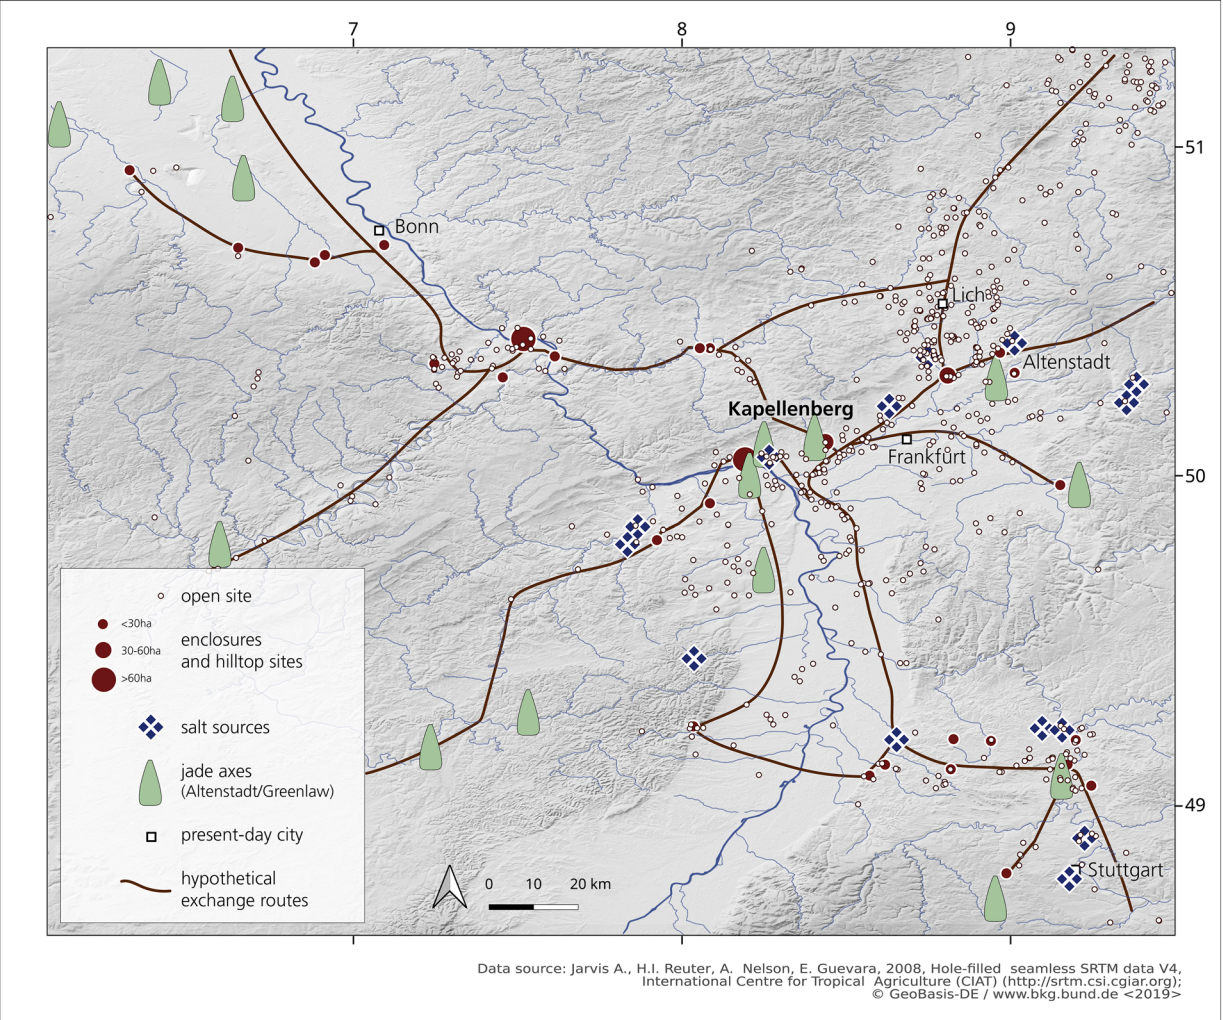 7 8 9
51
Bonn
Lich
Altenstadt
Kapellenberg
Frankfurt
50
open site
<30ha
30-60ha
>60ha
enclosures
and hilltop sites
salt sources
jade axes
(Altenstadt/Greenlaw)
present-day city
hypothetical
exchange routes
0 10 20 km
49
Stuttgart
Data source: Jarvis A., H.I. Reuter, A. Nelson, E. Guevara, 2008, Hole-filled seamless SRTM data V4,
International Centre for Tropical Agriculture (CIAT) (http://srtm.csi.cgiar.org);
© GeoBasis-DE / www.bkg.bund.de <2019>